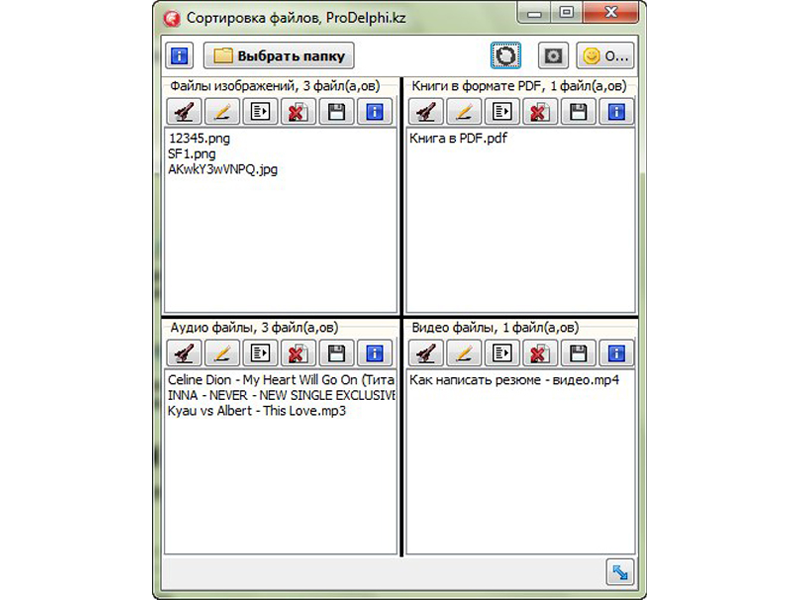 Сортировка файлов, ProDelphi.kz
Выбрать папку
О...
Файлы изображений, 3 файл(а,ов)
12345.png
SF1.png
AKwkY3wVNPQ.jpg
Книги в формате PDF, 1 файл(а,ов)
Книга в PDF.pdf
Аудио файлы, 3 файл(а,ов)
Celine Dion - My Heart Will Go On (Тита
INNA - NEVER - NEW SINGLE EXCLUSIVE
Kyau vs Albert - This Love.mp3
Видео файлы, 1 файл(а,ов)
Как написать резюме - видео.mp4